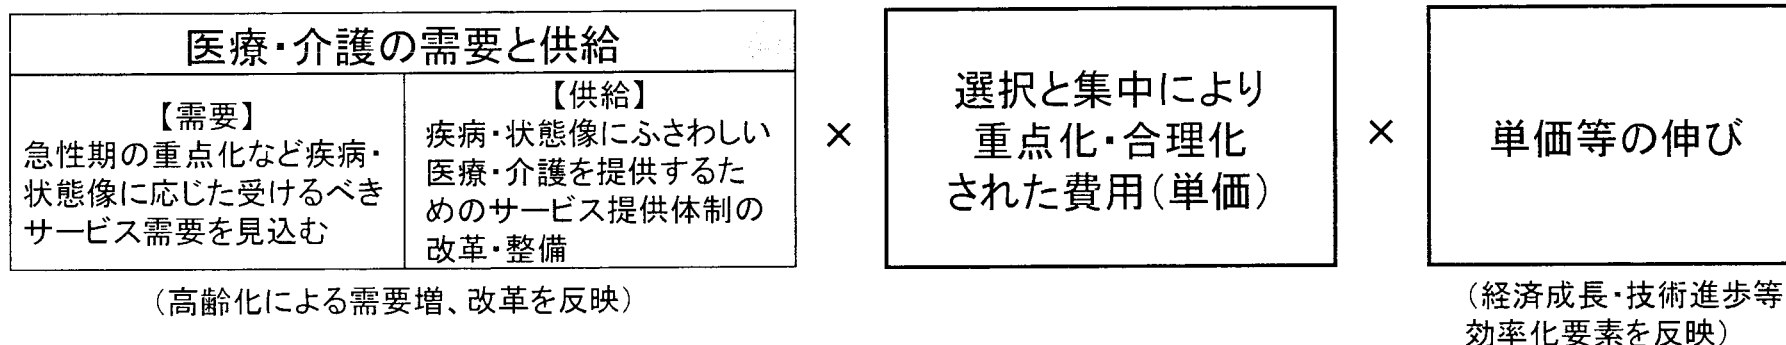 医療・介護の需要と供給
【需要】
急性期の重点化など疾病・
状態像に応じた受けるべき
サービス需要を見込む
【供給】
疾病・状態像にふさわしい
医療・介護を提供するた
めのサービス提供体制の
改革・整備
(高齢化による需要増、改革を反映)
×
選択と集中により
重点化・合理化
された費用(単価)
×
単価等の伸び
(経済成長・技術進歩等
効率化要素を反映)